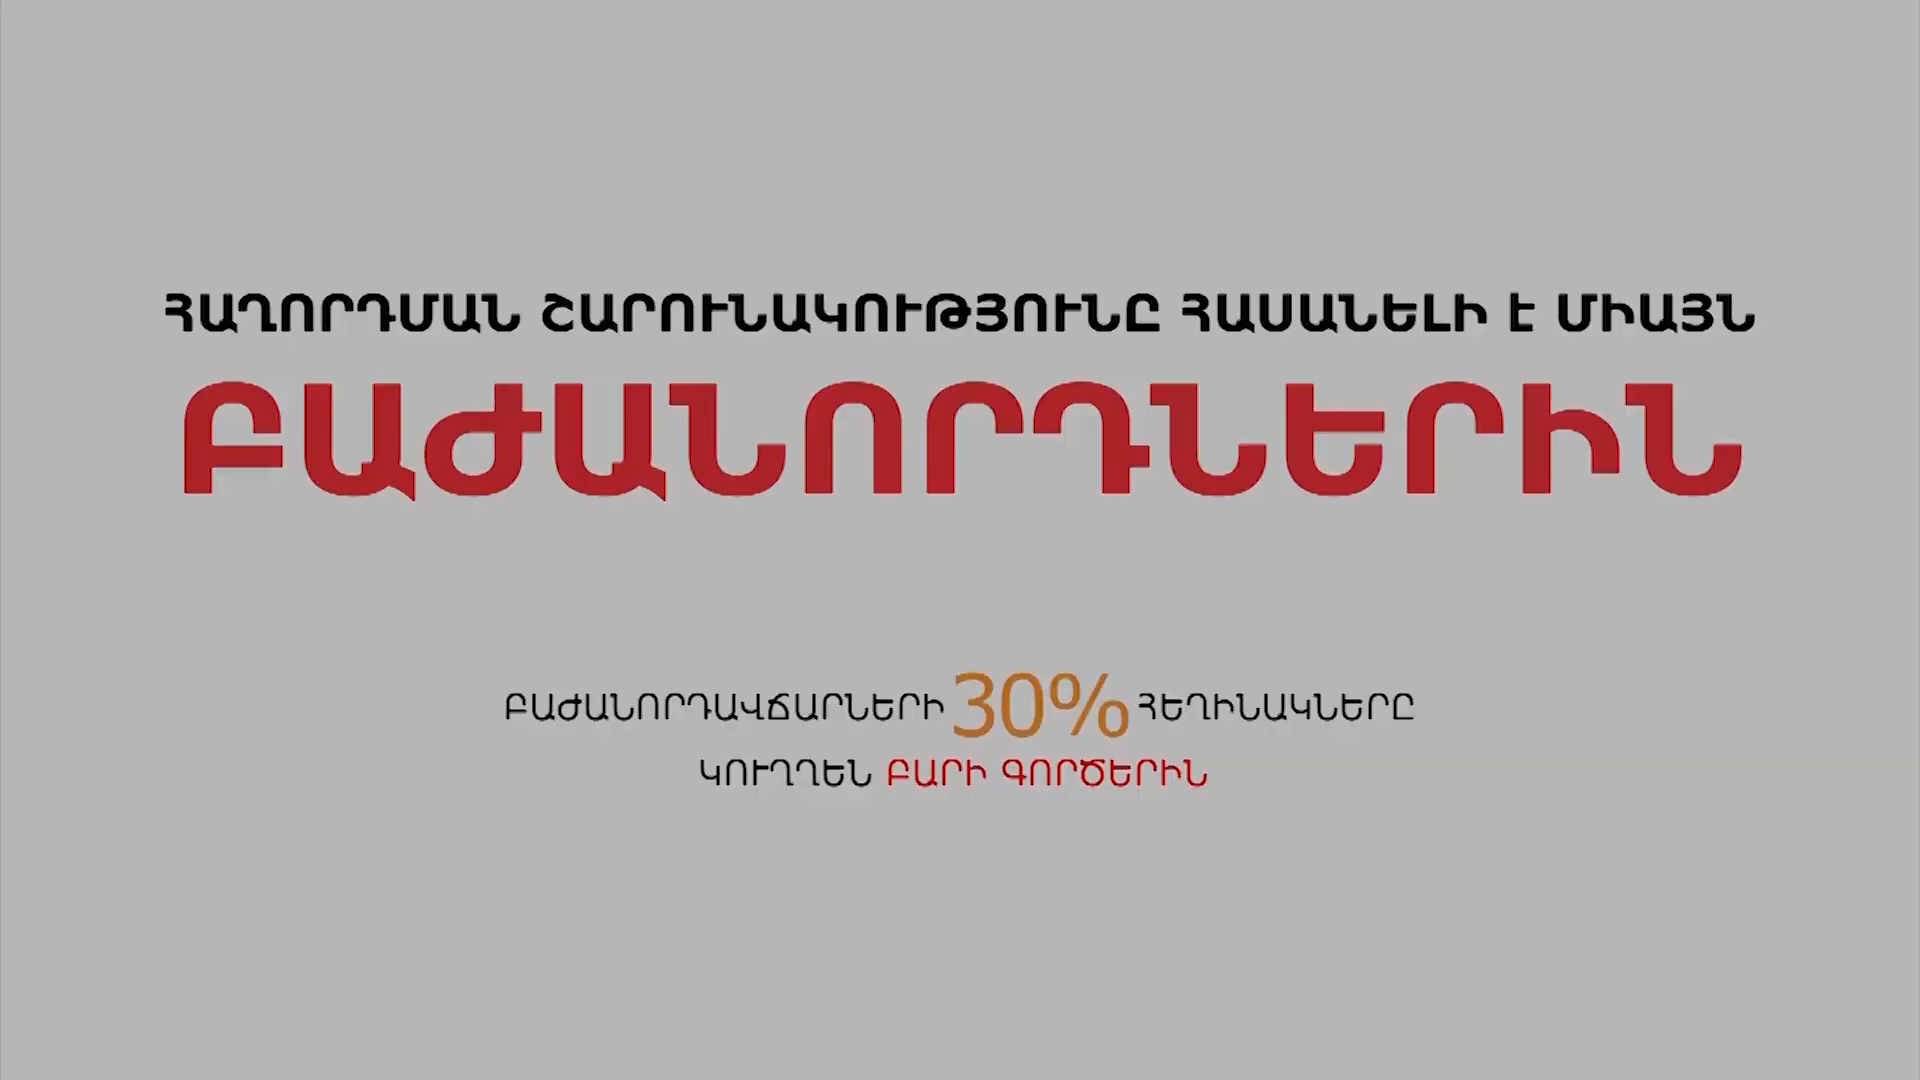 ՀԱՂՈՐԴՄԱՆ ՇԱՐՈՒՆԱԿՈՒԹՅՈՒՆԸ ՀԱՍԱՆԵԼԻ Է ՄԻԱՅՆ
ԲԱԺԱՆՈՐԴՆԵՐԻՆ
ԲԱԺԱՆՈՐԴԱՎՃԱՐՆԵՐԻ 30% ՀԵՂԻՆԱԿՆԵՐԸ
ԿՈՒՂՂԵՆ ԲԱՐԻ ԳՈՐԾԵՐԻՆ